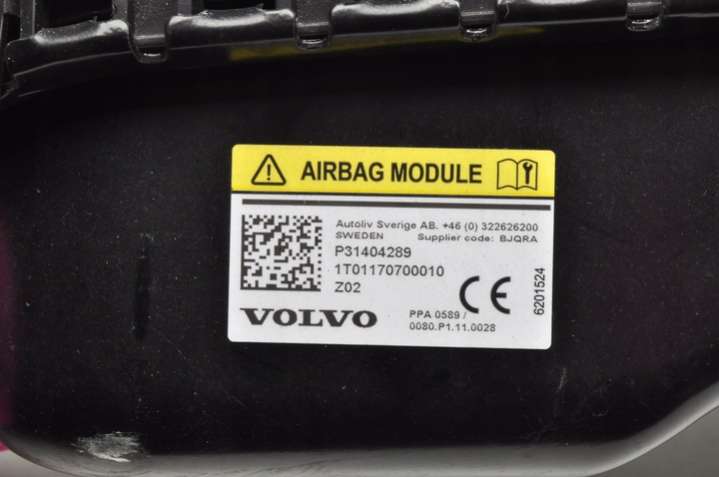 AIRBAG MODULE
Autoliv Sverige AB. +46 (0) 322626200
SWEDEN Supplier code: BJQRA
P31404289
1T01170700010
Z02
CE
6201524
VOLVO
PPA 0589 /
0080.P1.11.0028